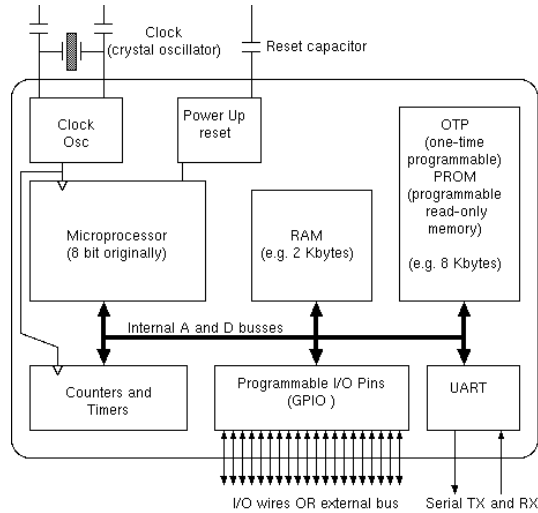 Clock
(crystal oscillator)
Reset capacitor
Clock
Osc
Power Up
reset
OTP
(one-time
programmable)
PROM
(programmable
read-only
memory)
(e.g. 8 Kbytes)
Microprocessor
(8 bit originally)
RAM
(e.g. 2 Kbytes)
Internal A and D busses
Counters and
Timers
Programmable I/O Pins
(GPIO )
UART
I/O wires OR external bus
Serial TX and RX